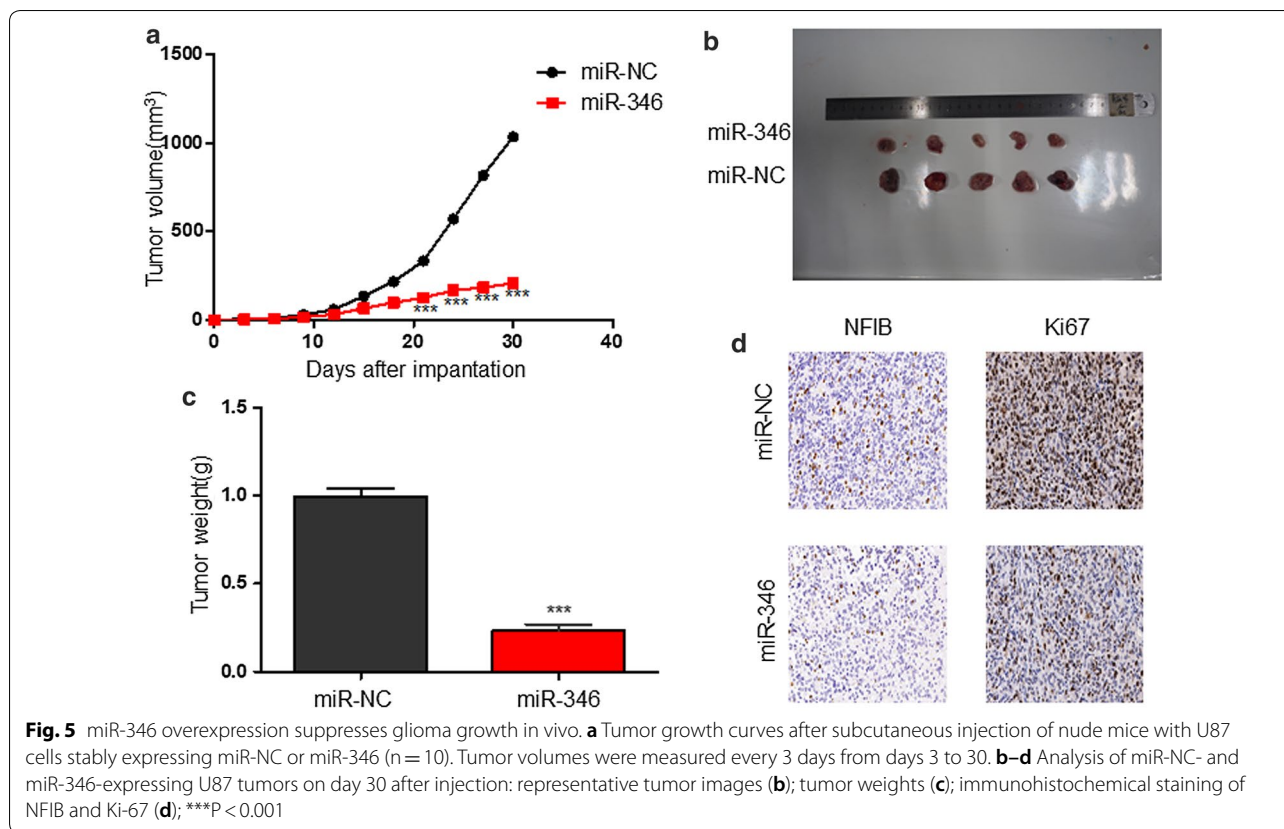 a
1500
1000
500
0
0
10
20
30
40
Tumor volume(mm³)
Days after impantation
miR-NC
miR-346
***
***
***
***
b
miR-346
miR-NC
c
1.5
1.0
0.5
0.0
Tumor weight(g)
***
miR-NC
miR-346
d
NFIB
Ki67
miR-NC
miR-346
Fig. 5 miR-346 overexpression suppresses glioma growth in vivo. a Tumor growth curves after subcutaneous injection of nude mice with U87
cells stably expressing miR-NC or miR-346 (n = 10). Tumor volumes were measured every 3 days from days 3 to 30. b–d Analysis of miR-NC- and
miR-346-expressing U87 tumors on day 30 after injection: representative tumor images (b); tumor weights (c); immunohistochemical staining of
NFIB and Ki-67 (d); ***P < 0.001